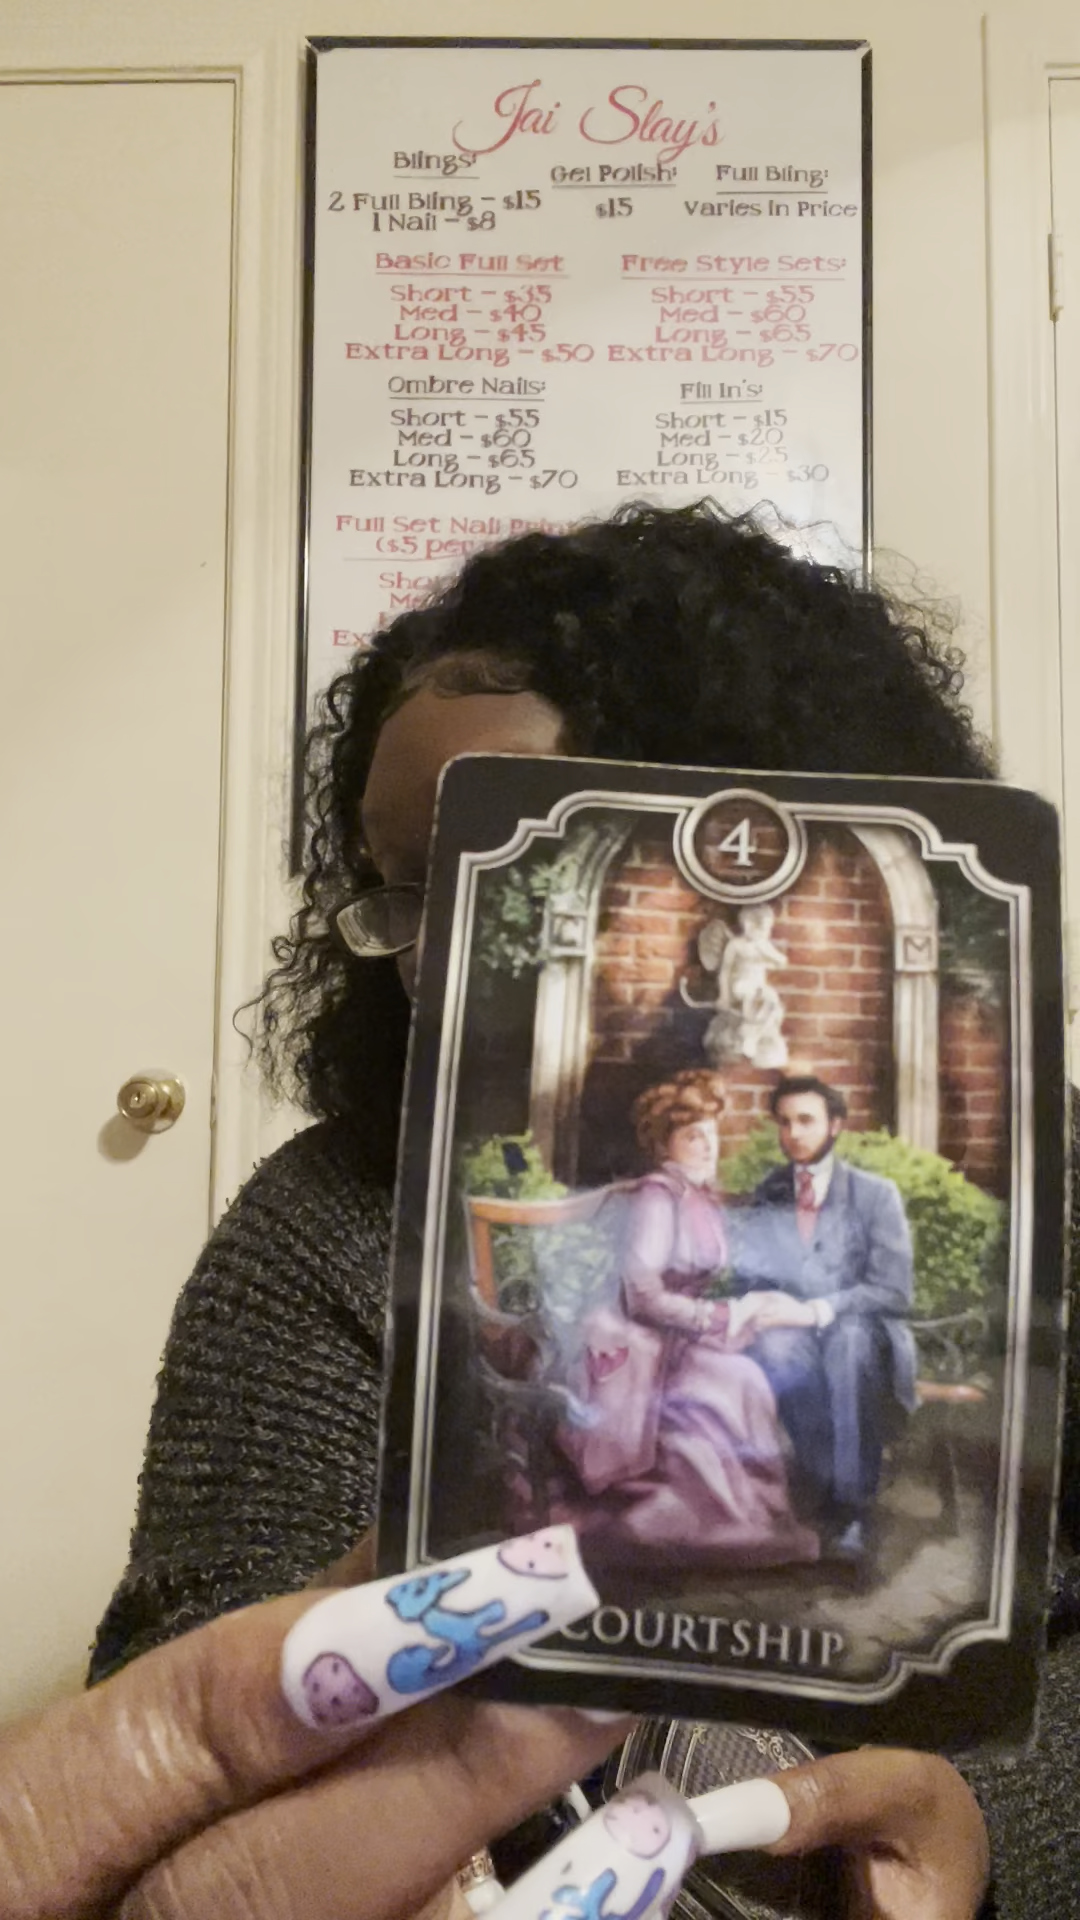 Jai Slay's
Blings:
2 Full Bling - $15
1 Nail - $8
Gel Polish:
$15
Full Bling:
Varies in Price
Basic Full Set
Short - $35
Med - $40
Long - $45
Extra Long - $50
Free Style Sets:
Short - $55
Med - $60
Long - $65
Extra Long - $70
Ombre Nails:
Short - $55
Med - $60
Long - $65
Extra Long - $70
Fill In's:
Short - $15
Med - $20
Long - $25
Extra Long - $30
Full Set Nail
($5 per
4
M
COURTSHIP